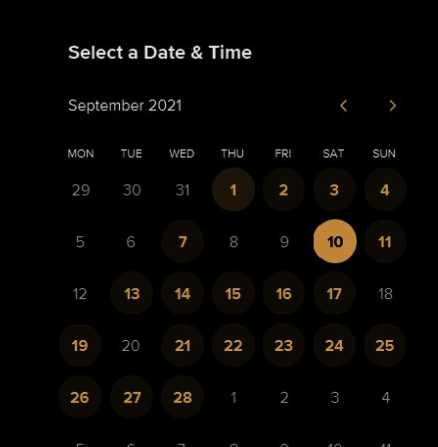 Select a Date & Time
September 2021
MON TUE WED THU FRI SAT SUN
29 30 31 1 2 3 4
5 6 7 8 9 10 11
12 13 14 15 16 17 18
19 20 21 22 23 24 25
26 27 28 1 2 3 4